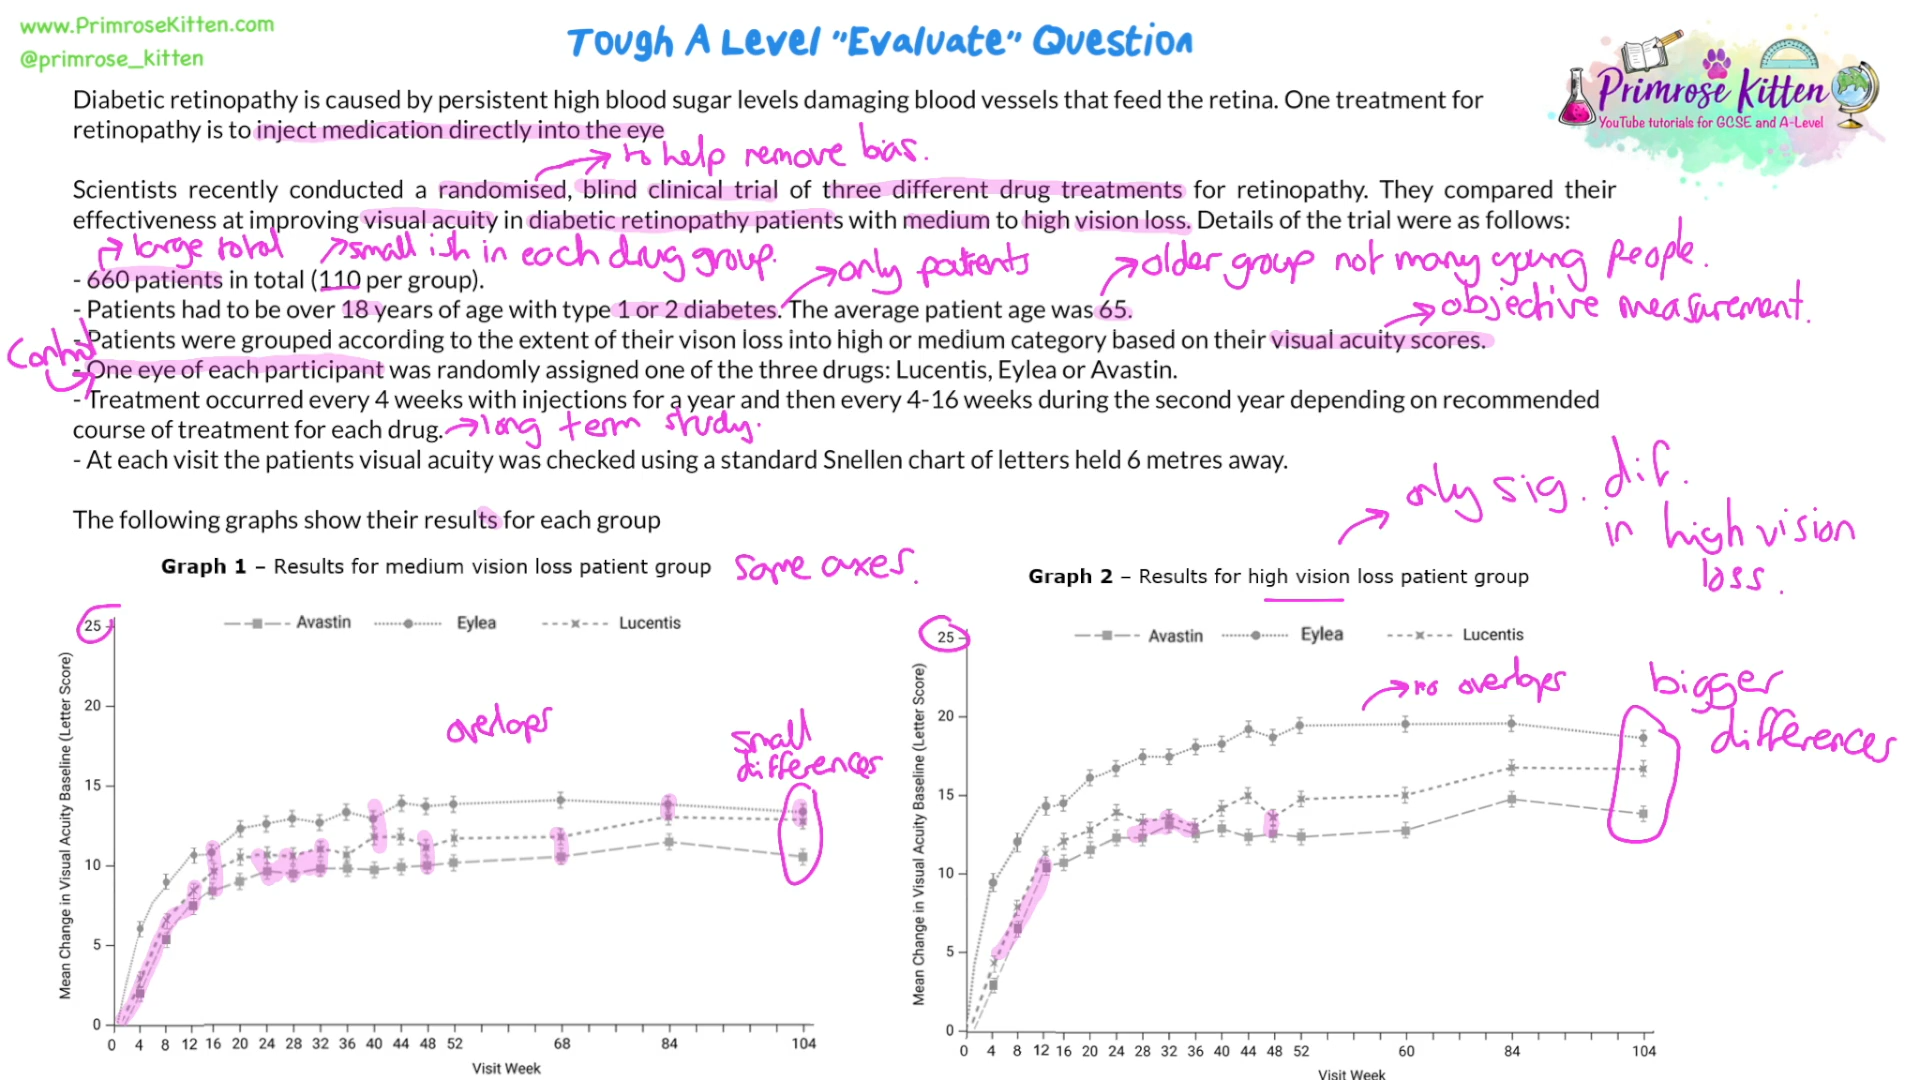 www.PrimroseKitten.com
@primrose_kitten
Tough A Level "Evaluate" Question
Primrose Kitten
YouTube tutorials for GCSE and A-Level
Diabetic retinopathy is caused by persistent high blood sugar levels damaging blood vessels that feed the retina. One treatment for
retinopathy is to inject medication directly into the eye
to help remove bias.
Scientists recently conducted a randomised, blind clinical trial of three different drug treatments for retinopathy. They compared their
effectiveness at improving visual acuity in diabetic retinopathy patients with medium to high vision loss. Details of the trial were as follows:
large total
small ish in each drug group.
only patients
older group not many young people.
- 660 patients in total (110 per group).
- Patients had to be over 18 years of age with type 1 or 2 diabetes. The average patient age was 65.
objective measurement.
Control
- Patients were grouped according to the extent of their vison loss into high or medium category based on their visual acuity scores.
- One eye of each participant was randomly assigned one of the three drugs: Lucentis, Eylea or Avastin.
- Treatment occurred every 4 weeks with injections for a year and then every 4-16 weeks during the second year depending on recommended
course of treatment for each drug.
long term study.
- At each visit the patients visual acuity was checked using a standard Snellen chart of letters held 6 metres away.
only sig. dif.
in high vision
loss.
The following graphs show their results for each group
Graph 1 – Results for medium vision loss patient group
same axes.
Avastin Eylea Lucentis
overlaps
small
differences
Mean Change in Visual Acuity Baseline (Letter Score)
25
20
15
10
5
0
0 4 8 12 16 20 24 28 32 36 40 44 48 52 68 84 104
Visit Week
Graph 2 – Results for high vision loss patient group
Avastin Eylea Lucentis
no overlaps
bigger
differences
Mean Change in Visual Acuity Baseline (Letter Score)
25
20
15
10
5
0
0 4 8 12 16 20 24 28 32 36 40 44 48 52 60 84 104
Visit Week